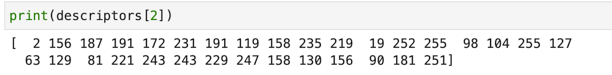 print(descriptors[2])
[  2 156 187 191 172 231 191 119 158 235 219  19 252 255  98 104 255 127
  63 129  81 221 243 243 229 247 158 130 156  90 181 251]